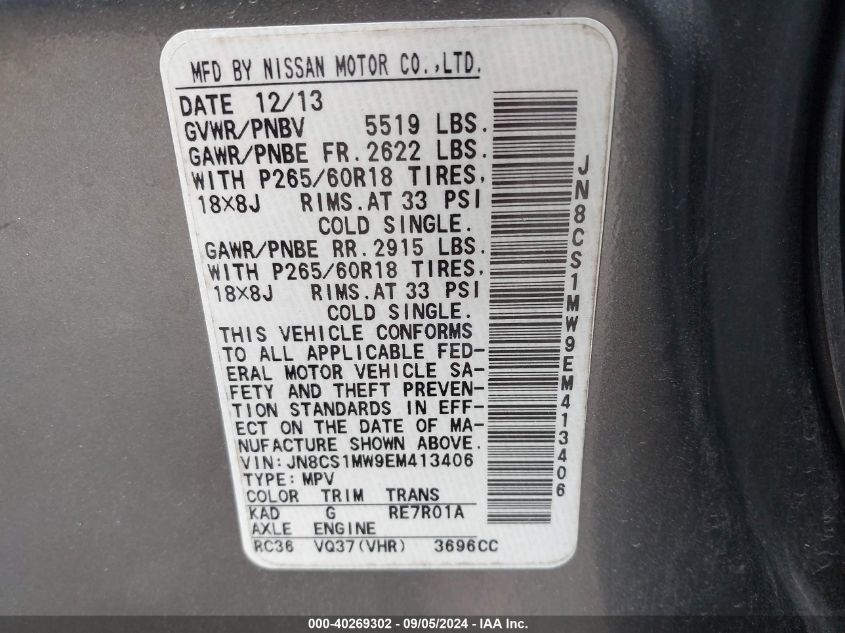 MFD BY NISSAN MOTOR CO.,LTD.
DATE 12/13
GVWR/PNBV 5519 LBS.
GAWR/PNBE FR.2622 LBS.
WITH P265/60R18 TIRES,
18X8J RIMS.AT 33 PSI
COLD SINGLE.
GAWR/PNBE RR.2915 LBS.
WITH P265/60R18 TIRES,
18X8J RIMS.AT 33 PSI
COLD SINGLE.
THIS VEHICLE CONFORMS
TO ALL APPLICABLE FED-
ERAL MOTOR VEHICLE SA-
FETY AND THEFT PREVEN-
TION STANDARDS IN EFF-
ECT ON THE DATE OF MA-
NUFACTURE SHOWN ABOVE.
VIN:JN8CS1MW9EM413406
TYPE:MPV
COLOR TRIM TRANS
KAD G RE7R01A
AXLE ENGINE
RC36 VQ37(VHR) 3696CC
JN8CS1MW9EM413406
000-40269302 - 09/05/2024 - IAA Inc.